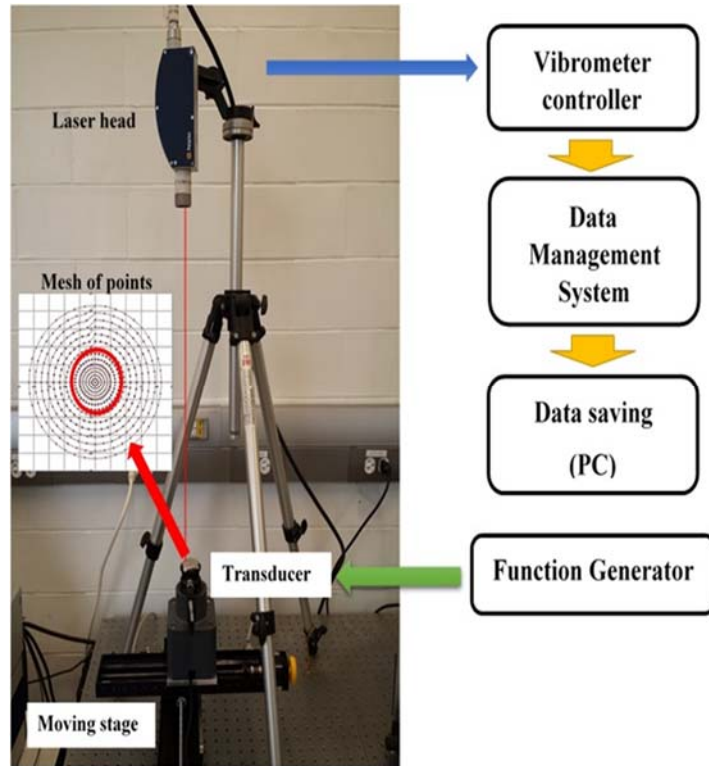 Laser head
Mesh of points
Transducer
Moving stage
Vibrometer
controller
Data
Management
System
Data saving
(PC)
Function Generator